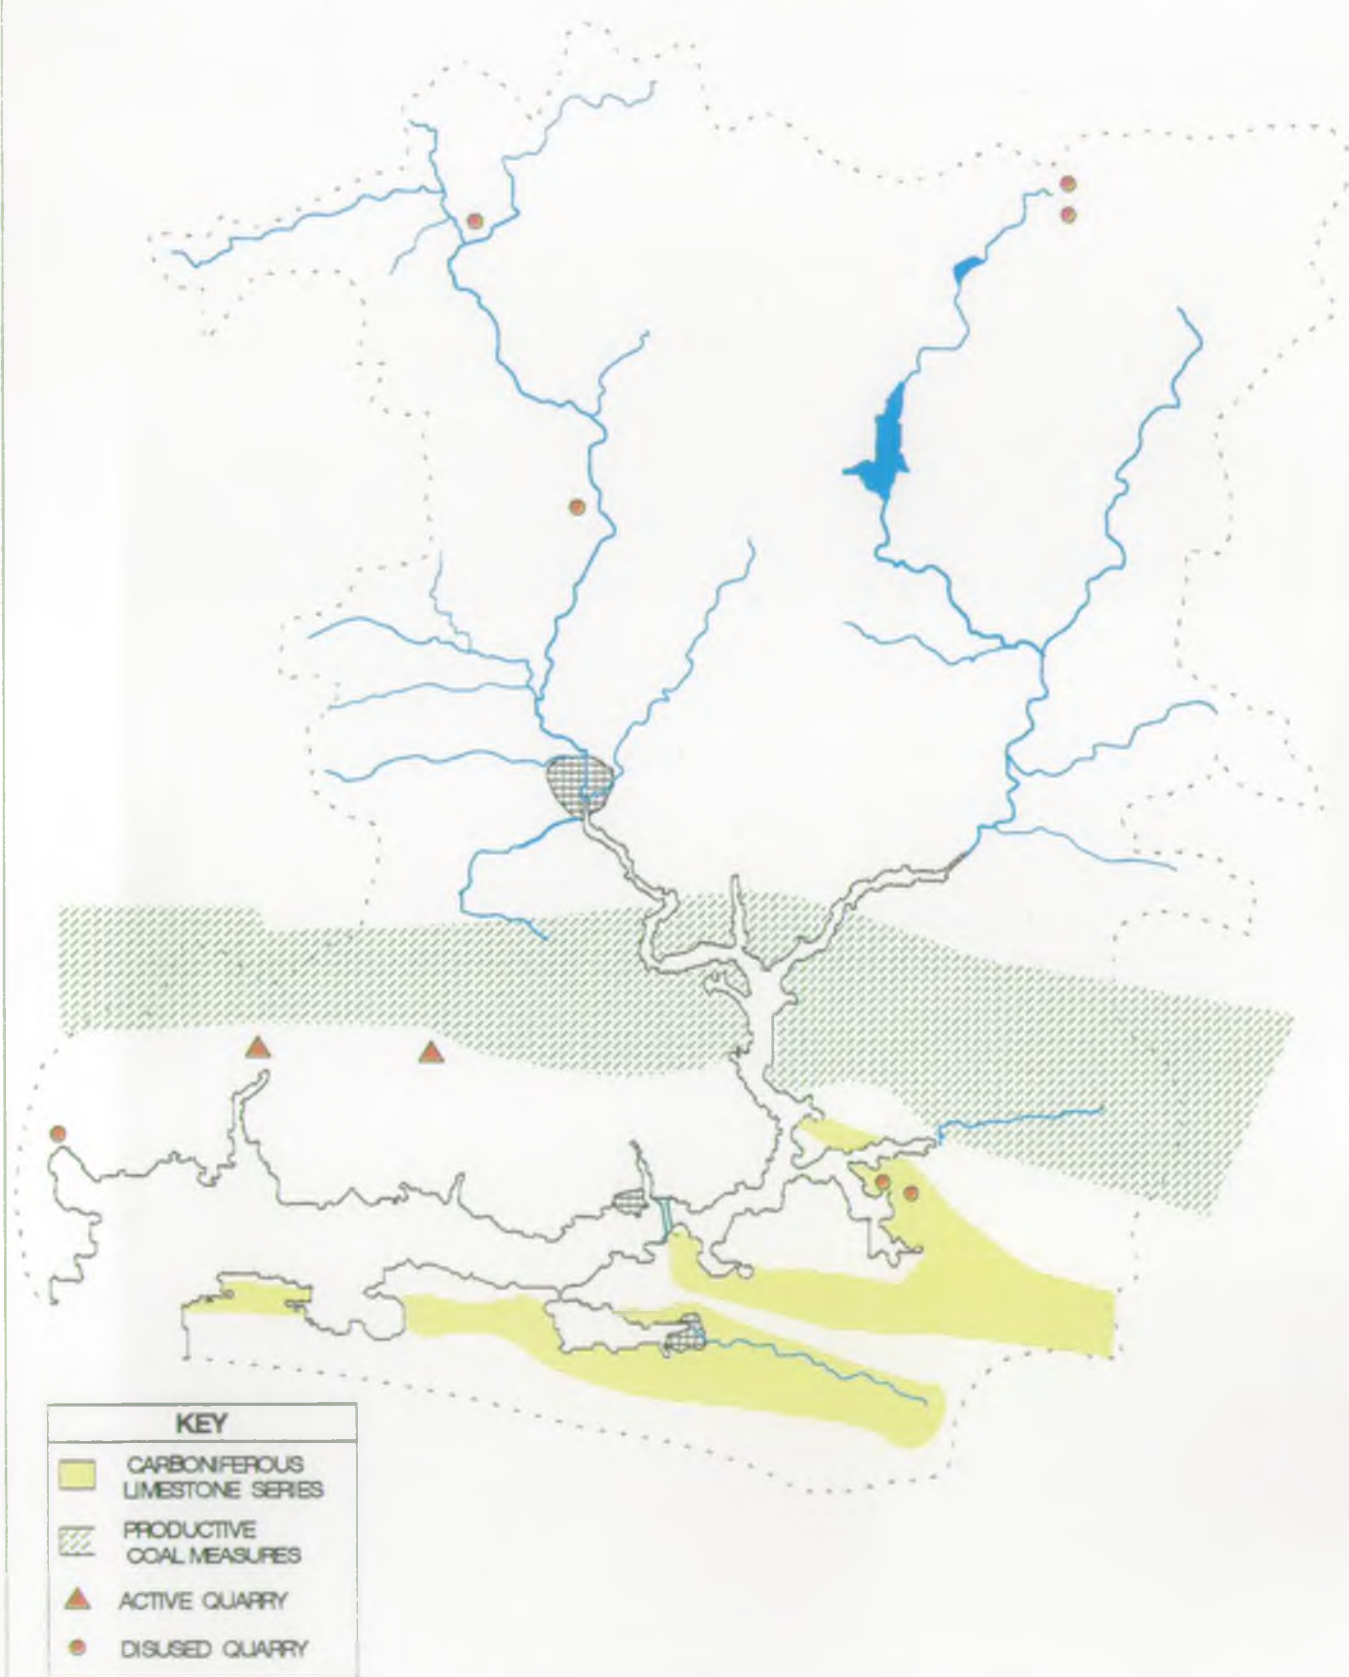 KEY
CARBONIFEROUS
LIMESTONE SERIES
PRODUCTIVE
COAL MEASURES
ACTIVE QUARRY
DISUSED QUARRY